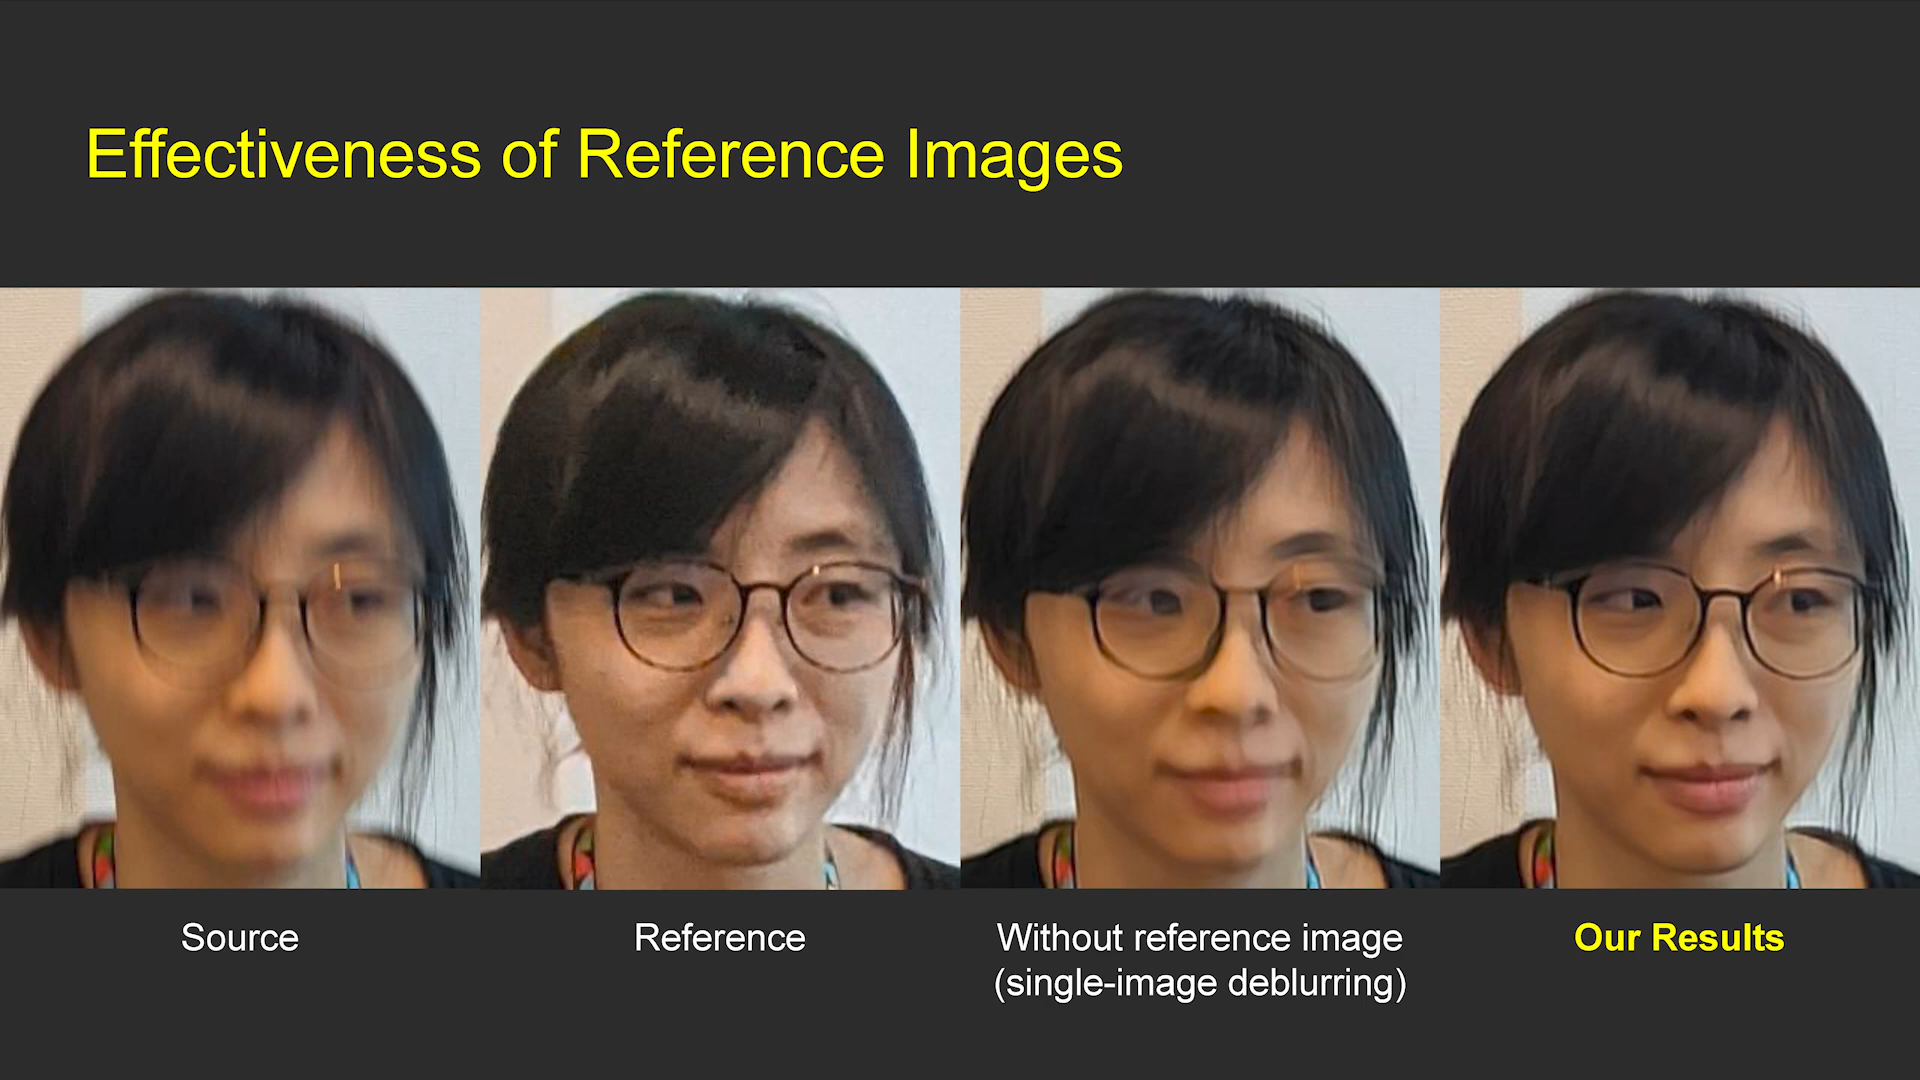 Effectiveness of Reference Images
Source
Reference
Without reference image
(single-image deblurring)
Our Results